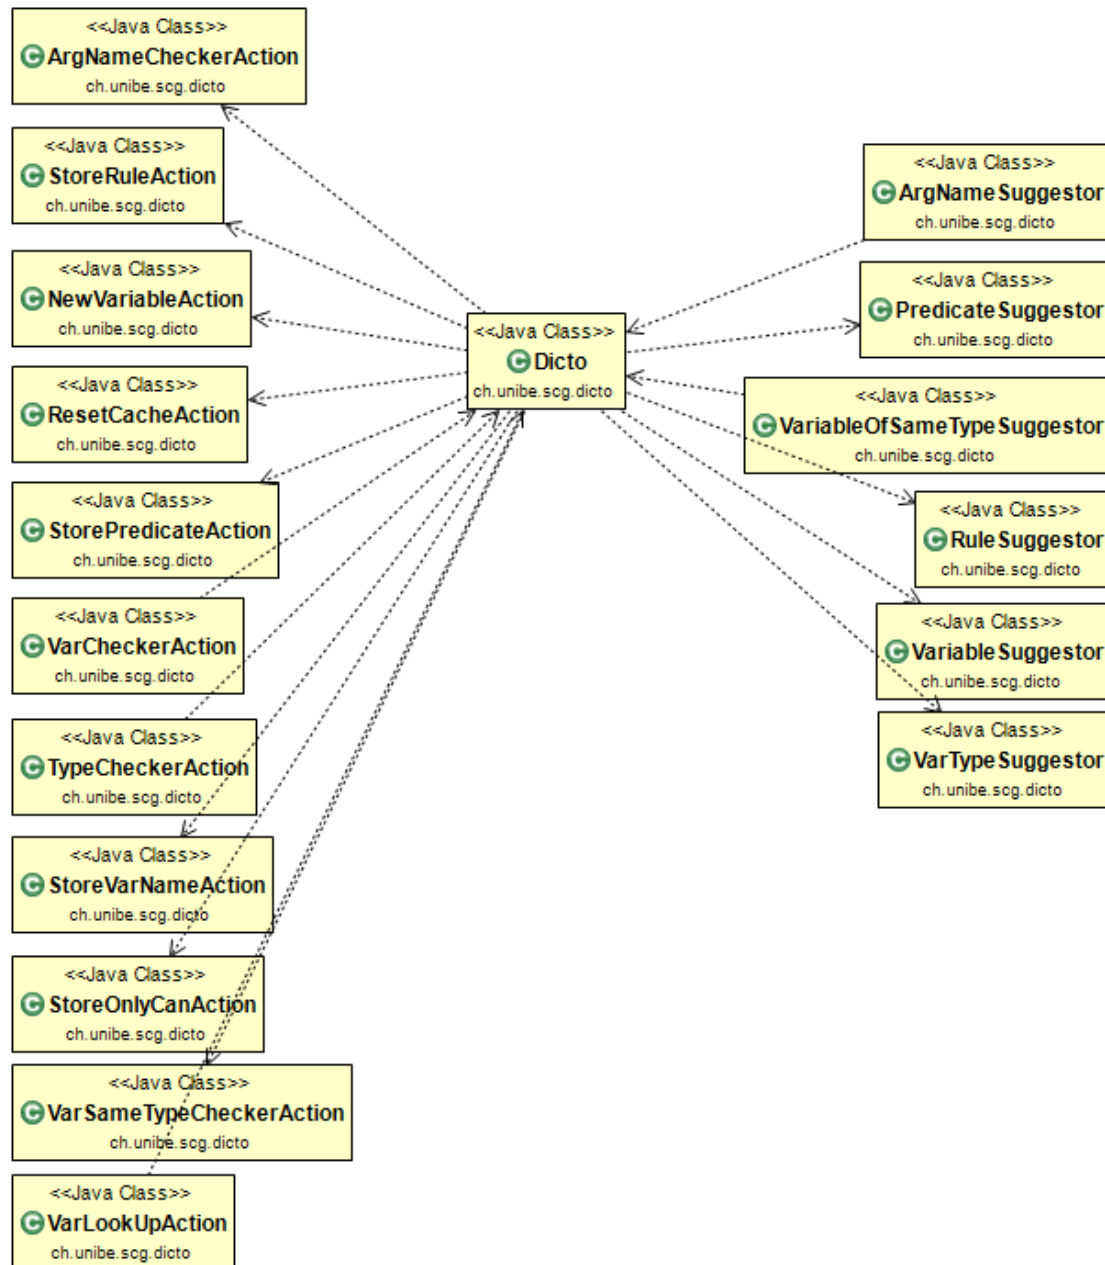 <<Java Class>>
ArgNameCheckerAction
ch.unibe.scg.dicto
<<Java Class>>
StoreRuleAction
ch.unibe.scg.dicto
<<Java Class>>
NewVariableAction
ch.unibe.scg.dicto
<<Java Class>>
ResetCacheAction
ch.unibe.scg.dicto
<<Java Class>>
StorePredicateAction
ch.unibe.scg.dicto
<<Java Class>>
VarCheckerAction
ch.unibe.scg.dicto
<<Java Class>>
TypeCheckerAction
ch.unibe.scg.dicto
<<Java Class>>
StoreVarNameAction
ch.unibe.scg.dicto
<<Java Class>>
StoreOnlyCanAction
ch.unibe.scg.dicto
<<Java Class>>
VarSameTypeCheckerAction
ch.unibe.scg.dicto
<<Java Class>>
VarLookUpAction
ch.unibe.scg.dicto
<<Java Class>>
Dicto
ch.unibe.scg.dicto
<<Java Class>>
ArgNameSuggestor
ch.unibe.scg.dicto
<<Java Class>>
PredicateSuggestor
ch.unibe.scg.dicto
<<Java Class>>
VariableOfSameTypeSuggestor
ch.unibe.scg.dicto
<<Java Class>>
RuleSuggestor
ch.unibe.scg.dicto
<<Java Class>>
VariableSuggestor
ch.unibe.scg.dicto
<<Java Class>>
VarTypeSuggestor
ch.unibe.scg.dicto